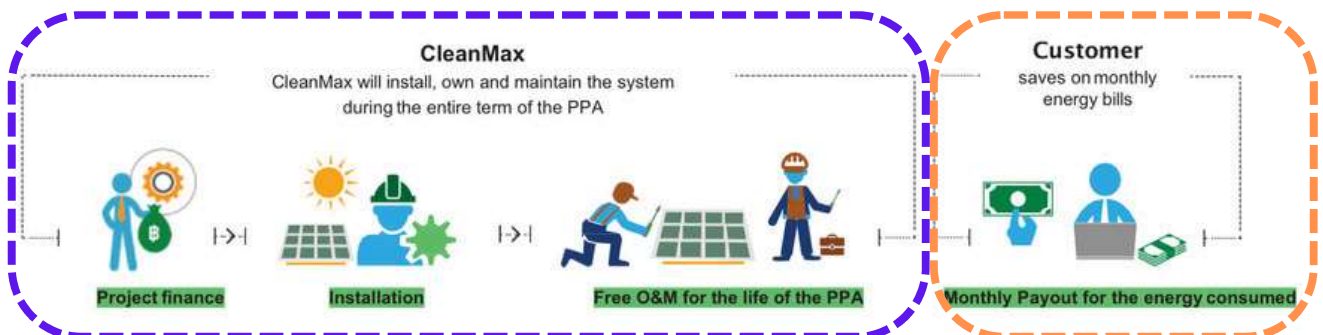 CleanMax
CleanMax will install, own and maintain the system
during the entire term of the PPA
Customer
saves on monthly
energy bills
฿
Project finance
Installation
Free O&M for the life of the PPA
Monthly Payout for the energy consumed